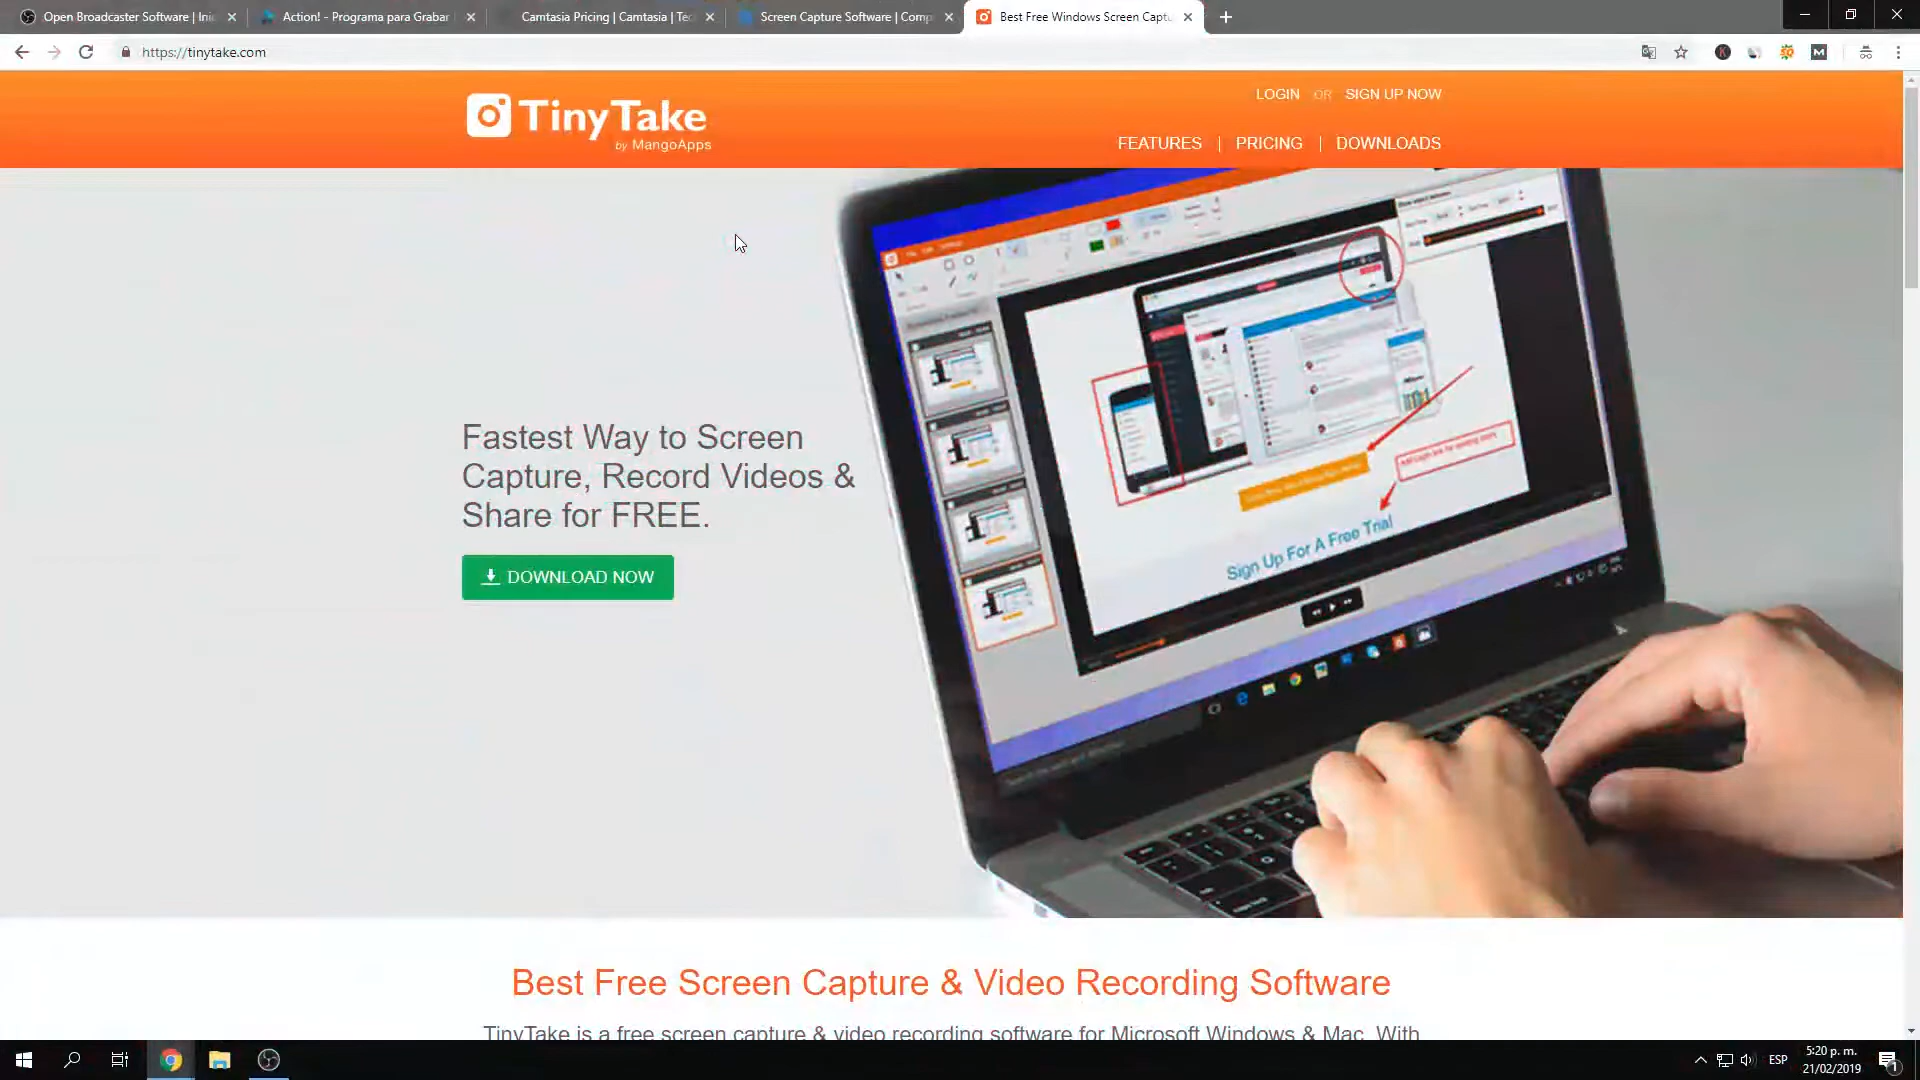 Open Broadcaster Software | Ini
Action! - Programa para Grabar
Camtasia Pricing | Camtasia | Tec
Screen Capture Software | Comp
Best Free Windows Screen Captu
https://tinytake.com
LOGIN OR SIGN UP NOW
TinyTake
by MangoApps
FEATURES | PRICING | DOWNLOADS
Fastest Way to Screen
Capture, Record Videos &
Share for FREE.
DOWNLOAD NOW
Sign Up For A Free Trial
Best Free Screen Capture & Video Recording Software
TinyTake is a free screen capture & video recording software for Microsoft Windows & Mac. With
ESP
5:20 p. m.
21/02/2019
1